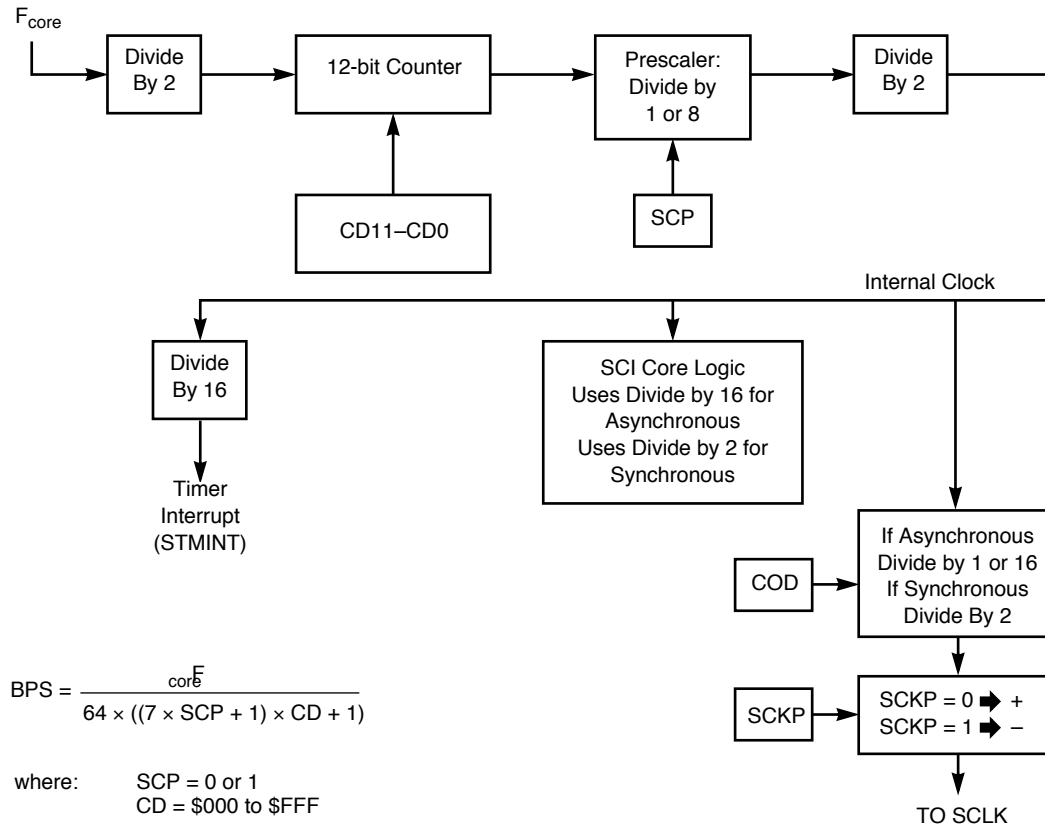 F_core
Divide
By 2
12-bit Counter
Prescaler:
Divide by
1 or 8
Divide
By 2
CD11–CD0
SCP
Internal Clock
Divide
By 16
SCI Core Logic
Uses Divide by 16 for
Asynchronous
Uses Divide by 2 for
Synchronous
Timer
Interrupt
(STMINT)
COD
If Asynchronous
Divide by 1 or 16
If Synchronous
Divide By 2
SCKP
SCKP = 0 ➡ +
SCKP = 1 ➡ –
TO SCLK
BPS = F_core / 64 × ((7 × SCP + 1) × CD + 1)
where: SCP = 0 or 1
CD = $000 to $FFF